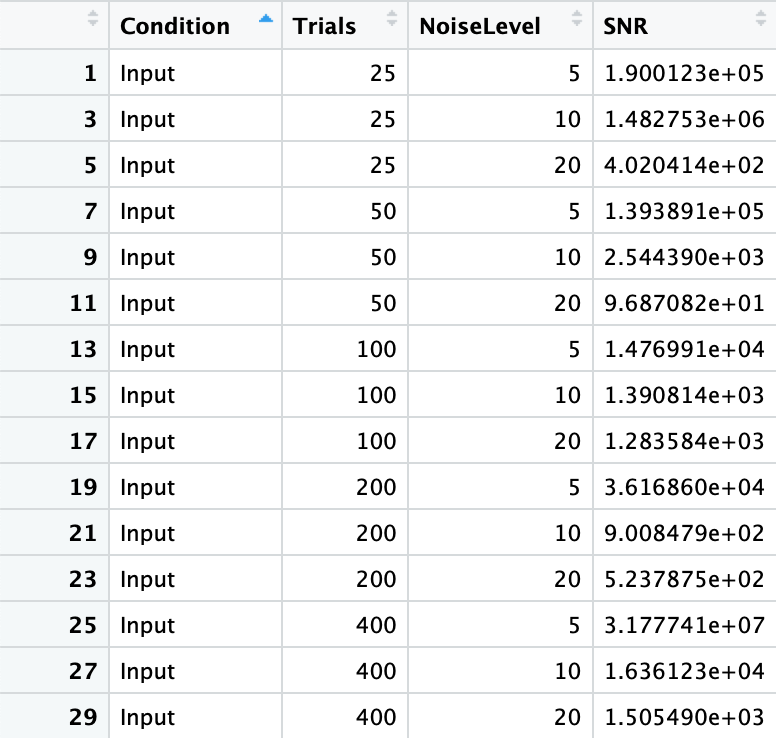 Condition Trials NoiseLevel SNR
1 Input 25 5 1.900123e+05
3 Input 25 10 1.482753e+06
5 Input 25 20 4.020414e+02
7 Input 50 5 1.393891e+05
9 Input 50 10 2.544390e+03
11 Input 50 20 9.687082e+01
13 Input 100 5 1.476991e+04
15 Input 100 10 1.390814e+03
17 Input 100 20 1.283584e+03
19 Input 200 5 3.616860e+04
21 Input 200 10 9.008479e+02
23 Input 200 20 5.237875e+02
25 Input 400 5 3.177741e+07
27 Input 400 10 1.636123e+04
29 Input 400 20 1.505490e+03